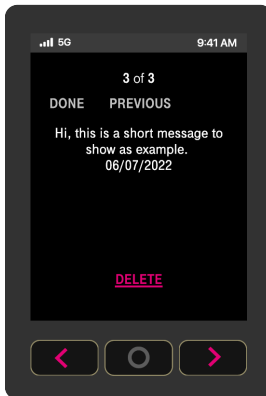 5G 9:41 AM
3 of 3
DONE PREVIOUS
Hi, this is a short message to
show as example.
06/07/2022
DELETE